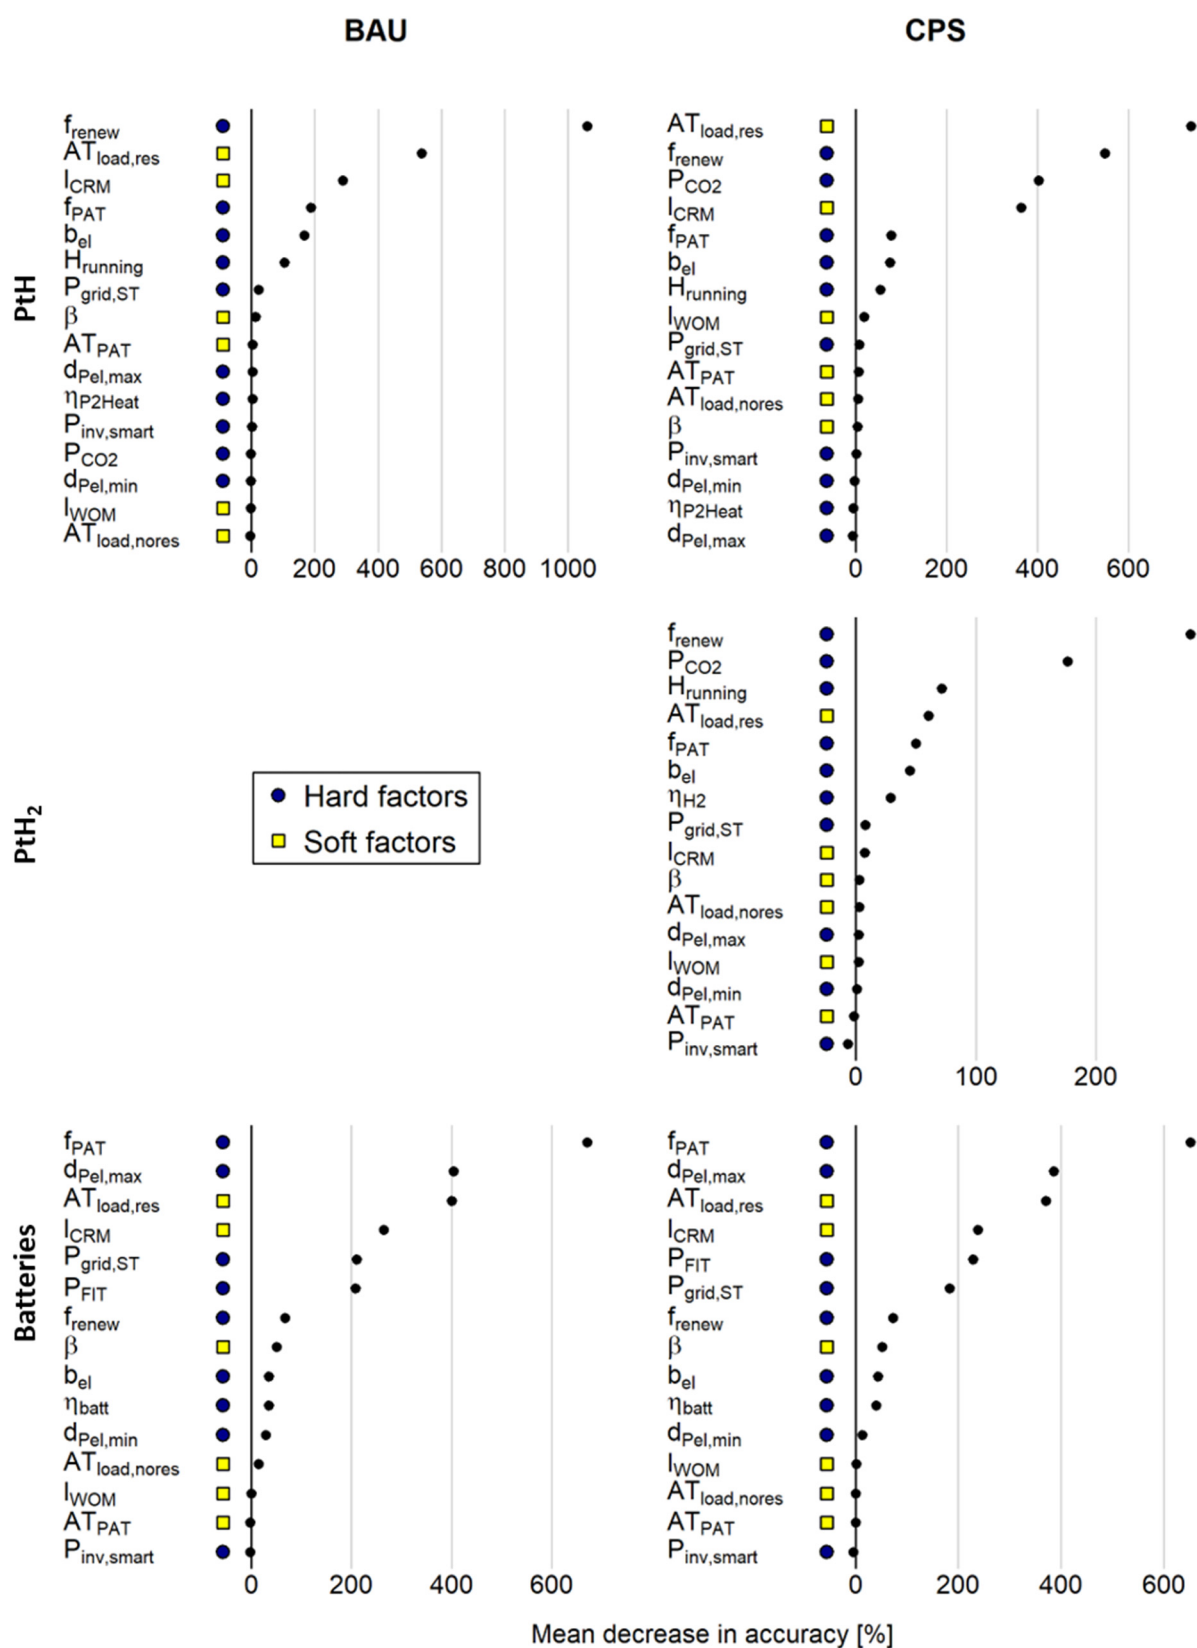 BAU
CPS
PtH
f_renew
AT_load,res
I_CRM
f_PAT
b_el
H_running
P_grid,ST
β
AT_PAT
d_Pel,max
η_P2Heat
P_inv,smart
P_CO2
d_Pel,min
I_WOM
AT_load,nores
0 200 400 600 800 1000
AT_load,res
f_renew
P_CO2
I_CRM
f_PAT
b_el
H_running
I_WOM
P_grid,ST
AT_PAT
AT_load,nores
β
P_inv,smart
d_Pel,min
η_P2Heat
d_Pel,max
0 200 400 600
PtH₂
Hard factors
Soft factors
f_renew
P_CO2
H_running
AT_load,res
f_PAT
b_el
η_H2
P_grid,ST
I_CRM
β
AT_load,nores
d_Pel,max
I_WOM
d_Pel,min
AT_PAT
P_inv,smart
0 100 200
Batteries
f_PAT
d_Pel,max
AT_load,res
I_CRM
P_grid,ST
P_FIT
f_renew
β
b_el
η_batt
d_Pel,min
AT_load,nores
I_WOM
AT_PAT
P_inv,smart
0 200 400 600
f_PAT
d_Pel,max
AT_load,res
I_CRM
P_FIT
P_grid,ST
f_renew
β
b_el
η_batt
d_Pel,min
I_WOM
AT_load,nores
AT_PAT
P_inv,smart
0 200 400 600
Mean decrease in accuracy [%]